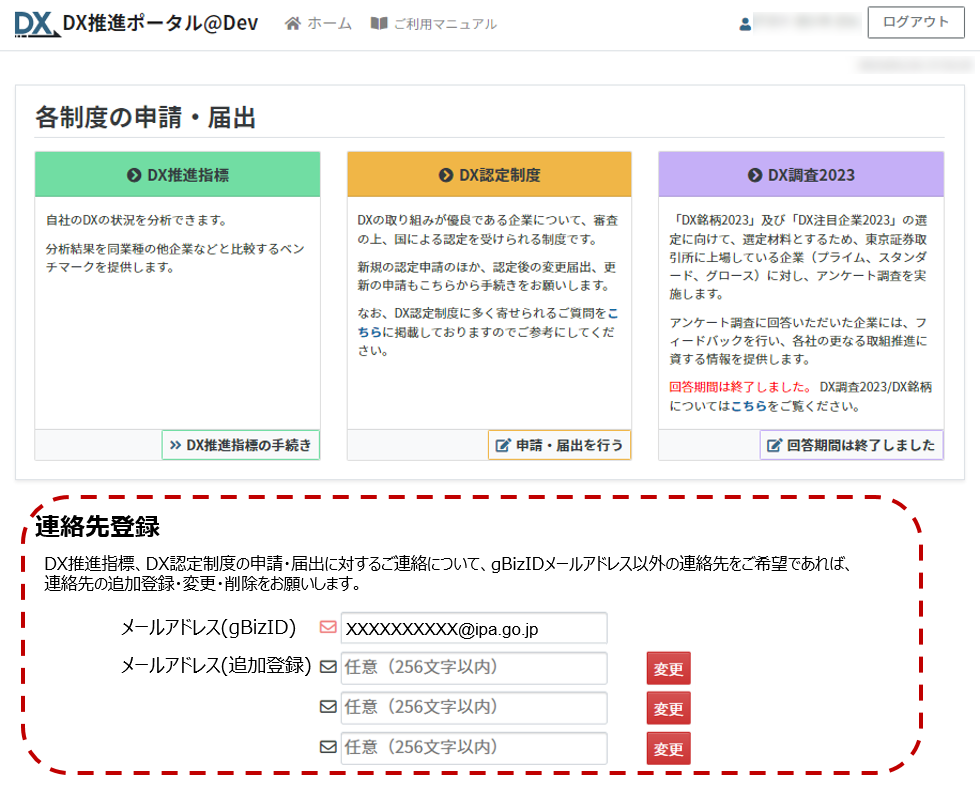 DX DX推進ポータル@Dev ホーム ご利用マニュアル ログアウト
各制度の申請・届出
DX推進指標
自社のDXの状況を分析できます。
分析結果を同業種の他企業などと比較するベン
チマークを提供します。
DX推進指標の手続き
DX認定制度
DXの取り組みが優良である企業について、審査
の上、国による認定を受けられる制度です。
新規の認定申請のほか、認定後の変更届出、更
新の申請もこちらから手続きをお願いします。
なお、DX認定制度に多く寄せられるご質問をこ
ちらに掲載しておりますのでご参考にしてくだ
さい。
申請・届出を行う
DX調査2023
「DX銘柄2023」及び「DX注目企業2023」の選
定に向けて、選定材料とするため、東京証券取
引所に上場している企業（プライム、スタンダ
ード、グロース）に対し、アンケート調査を実
施します。
アンケート調査に回答いただいた企業には、フ
ィードバックを行い、各社の更なる取組推進に
資する情報を提供します。
回答期間は終了しました。 DX調査2023/DX銘柄
についてはこちらをご覧ください。
回答期間は終了しました
連絡先登録
DX推進指標、DX認定制度の申請・届出に対するご連絡について、gBizIDメールアドレス以外の連絡先をご希望であれば、
連絡先の追加登録・変更・削除をお願いします。
メールアドレス(gBizID) XXXXXXXXXX@ipa.go.jp
メールアドレス(追加登録) 任意（256文字以内） 変更
任意（256文字以内） 変更
任意（256文字以内） 変更